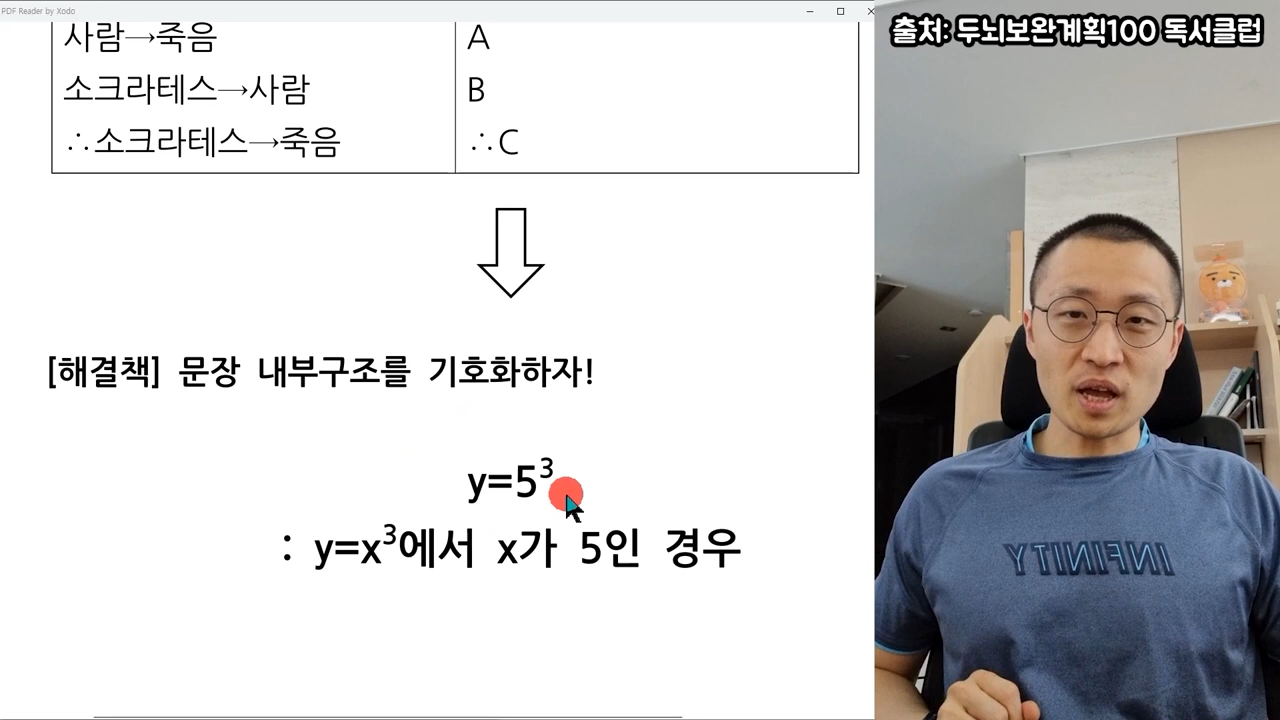 PDF Reader by Xodo
출처: 두뇌보완계획100 독서클럽
사람→죽음 A
소크라테스→사람 B
∴소크라테스→죽음 ∴C
[해결책] 문장 내부구조를 기호화하자!
y=5³
: y=x³에서 x가 5인 경우
INFINITY